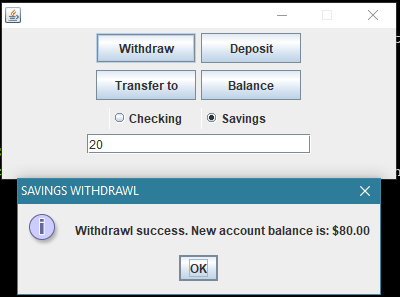 Withdraw Deposit
Transfer to Balance
Checking Savings
20
SAVINGS WITHDRAWL
Withdrawl success. New account balance is: $80.00
OK